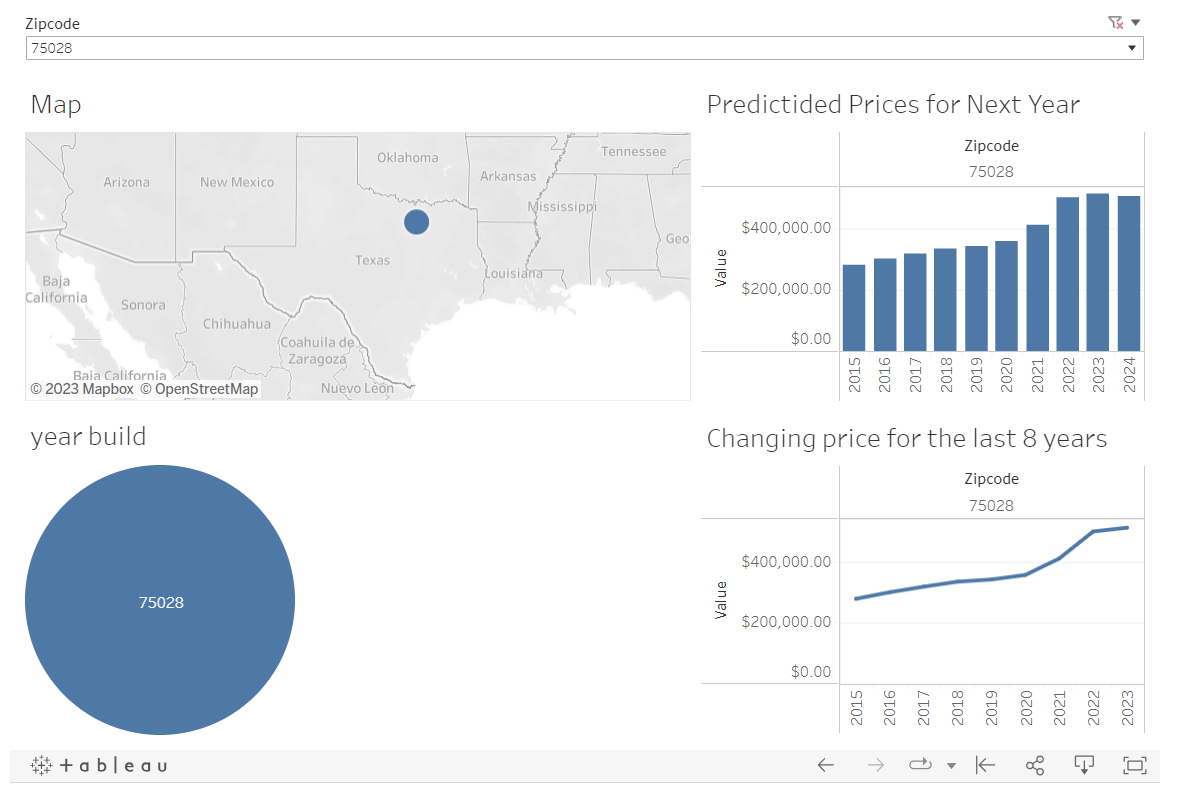 Zipcode
75028
Map
Predictided Prices for Next Year
Oklahoma
Tennessee
Arizona
New Mexico
Arkansas
Mississippi
Geo
Texas
Louisiana
Baja
California
Sonora
Chihuahua
Coahuila de
Zaragoza
Baja California
Nuevo León
© 2023 Mapbox © OpenStreetMap
Zipcode
75028
Value
$400,000.00
$200,000.00
$0.00
2015
2016
2017
2018
2019
2020
2021
2022
2023
2024
year build
75028
Changing price for the last 8 years
Zipcode
75028
Value
$400,000.00
$200,000.00
$0.00
2015
2016
2017
2018
2019
2020
2021
2022
2023
+ableau